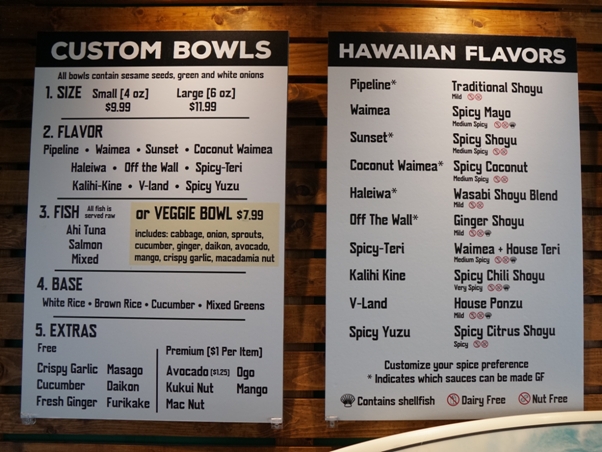 CUSTOM BOWLS
All bowls contain sesame seeds, green and white onions
1. SIZE Small [4 oz] Large [6 oz]
$9.99 $11.99
2. FLAVOR
Pipeline • Waimea • Sunset • Coconut Waimea
Haleiwa • Off the Wall • Spicy-Teri
Kalihi-Kine • V-land • Spicy Yuzu
3. FISH All fish is served raw
Ahi Tuna
Salmon
Mixed
or VEGGIE BOWL $7.99
includes: cabbage, onion, sprouts,
cucumber, ginger, daikon, avocado,
mango, crispy garlic, macadamia nut
4. BASE
White Rice • Brown Rice • Cucumber • Mixed Greens
5. EXTRAS
Free
Crispy Garlic Masago
Cucumber Daikon
Fresh Ginger Furikake
Premium [$1 Per Item]
Avocado [$1.25] Ogo
Kukui Nut Mango
Mac Nut
HAWAIIAN FLAVORS
Pipeline* Traditional Shoyu
Mild
Waimea Spicy Mayo
Medium Spicy
Sunset* Spicy Shoyu
Medium Spicy
Coconut Waimea* Spicy Coconut
Medium Spicy
Haleiwa* Wasabi Shoyu Blend
Mild
Off The Wall* Ginger Shoyu
Mild
Spicy-Teri Waimea + House Teri
Medium Spicy
Kalihi Kine Spicy Chili Shoyu
Very Spicy
V-Land House Ponzu
Mild
Spicy Yuzu Spicy Citrus Shoyu
Spicy
Customize your spice preference
* Indicates which sauces can be made GF
Contains shellfish Dairy Free Nut Free